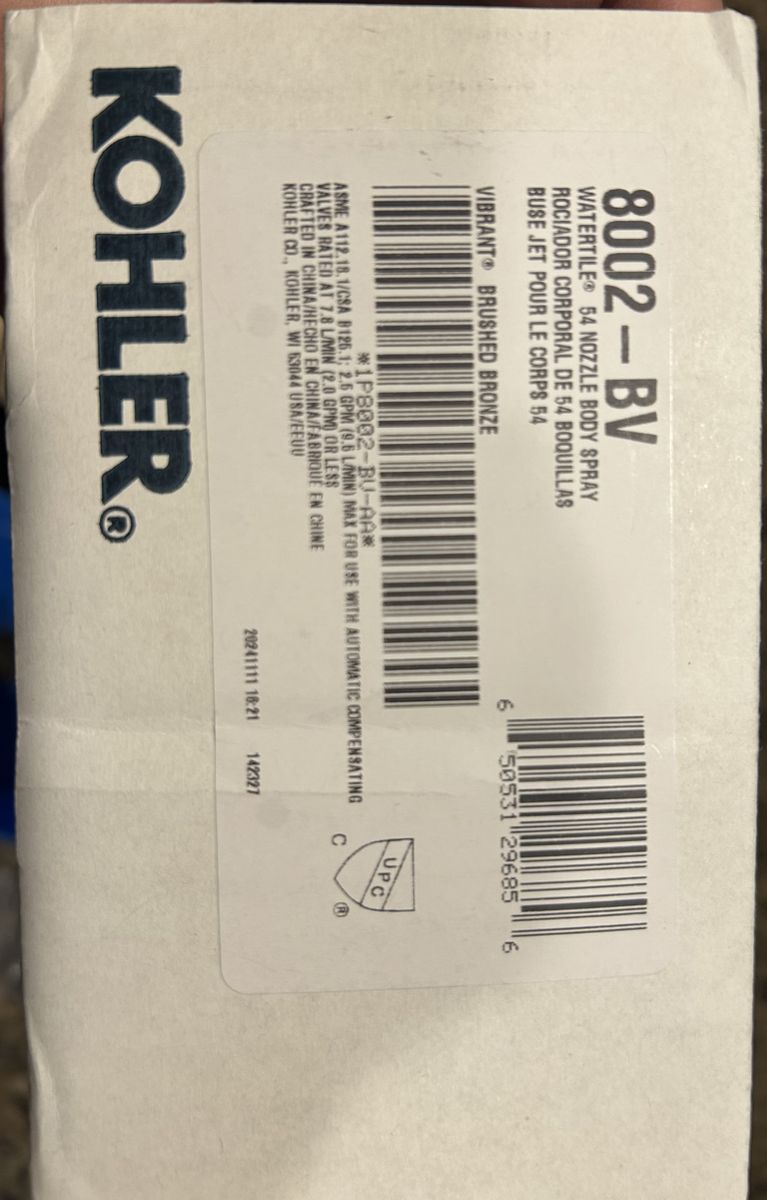 KOHLER®
8002-BV
WATERTILE® 54 NOZZLE BODY SPRAY
ROCIADOR CORPORAL DE 54 BOQUILLAS
BUSE JET POUR LE CORPS 54
6 50531 29685 6
VIBRANT® BRUSHED BRONZE
*1P8002-BV-AA*
ASME A112.18.1/CSA B125.1; 2.5 GPM (9.5 L/MIN) MAX FOR USE WITH AUTOMATIC COMPENSATING
VALVES RATED AT 7.8 L/MIN (2.0 GPM) OR LESS
CRAFTED IN CHINA/HECHO EN CHINA/FABRIQUÉ EN CHINE
KOHLER CO., KOHLER, WI 53044 USA/EEUU
UPC
C ®
20241111 16:21 142327